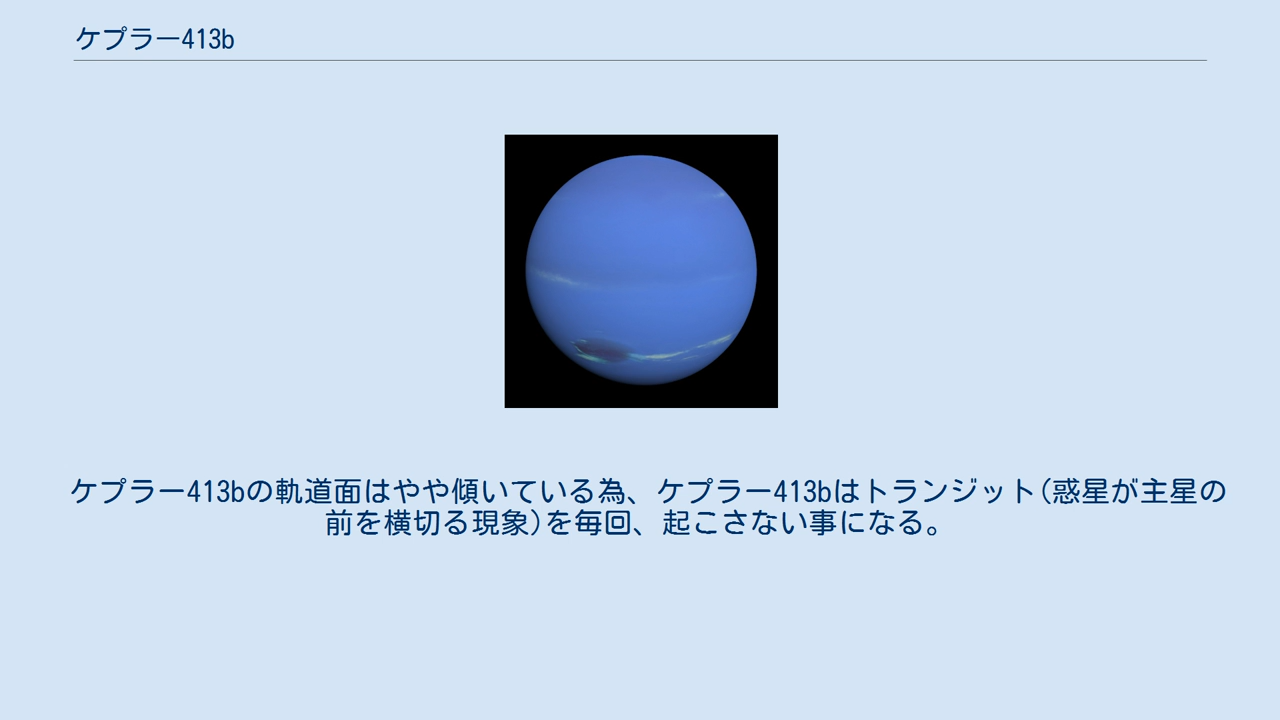 ケプラー413b
ケプラー413bの軌道面はやや傾いている為、ケプラー413bはトランジット(惑星が主星の
前を横切る現象)を毎回、起こさない事になる。